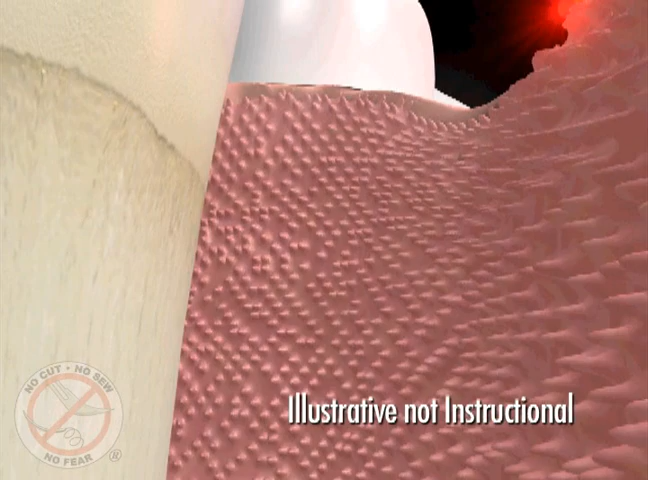 NO CUT • NO SEW
NO FEAR ®
Illustrative not Instructional